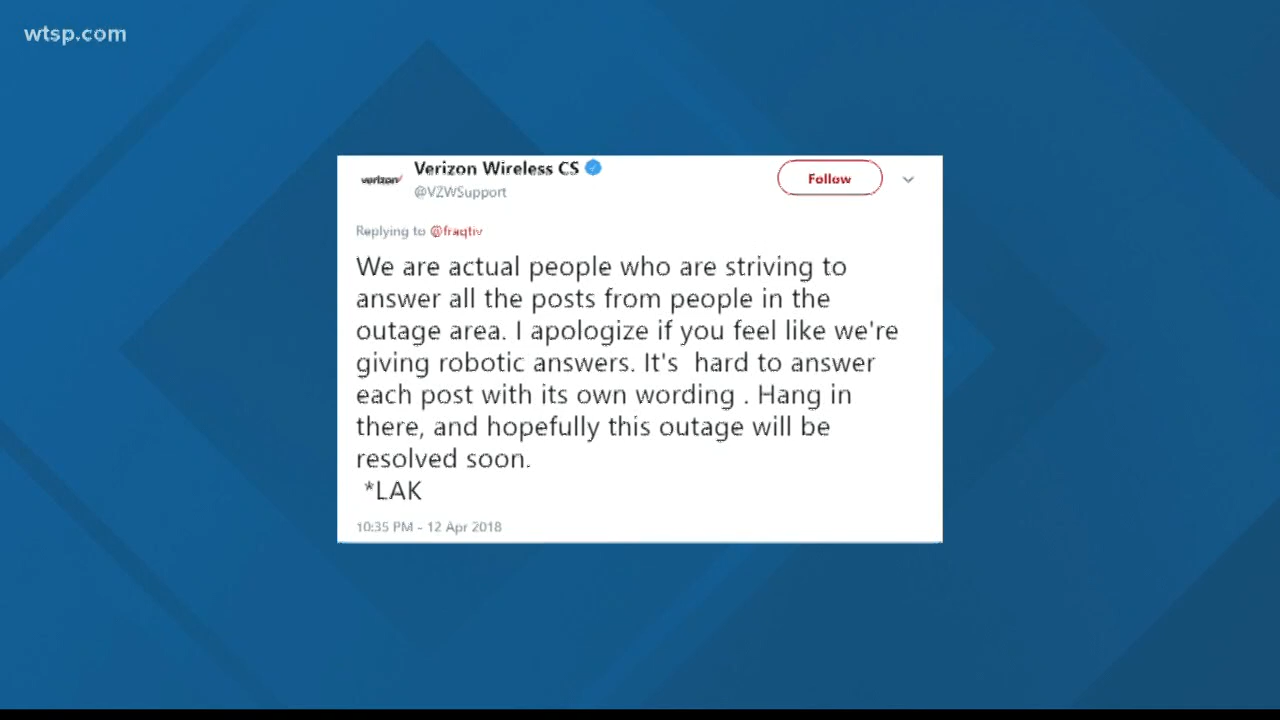 wtsp.com
Verizon Wireless CS
verizon
Follow
@VZWSupport
Replying to @fraqtiv
We are actual people who are striving to
answer all the posts from people in the
outage area. I apologize if you feel like we're
giving robotic answers. It's  hard to answer
each post with its own wording . Hang in
there, and hopefully this outage will be
resolved soon.
*LAK
10:35 PM - 12 Apr 2018